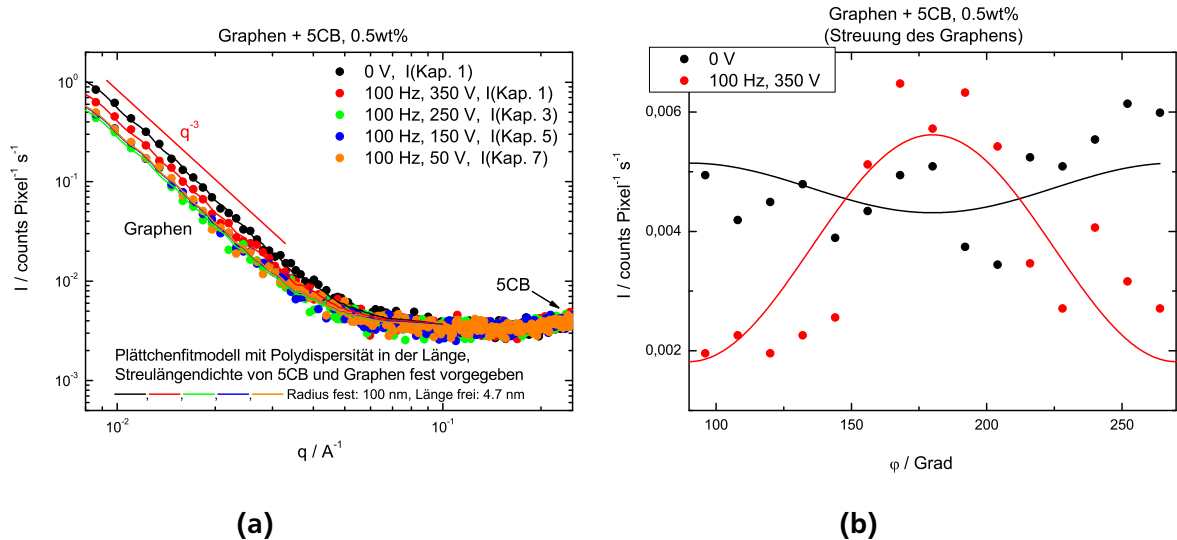 Graphen + 5CB, 0.5wt%
10⁻² 10⁻¹
10⁰
10⁻¹
10⁻²
10⁻³
I / counts Pixel⁻¹ s⁻¹
q / A⁻¹
0 V, I(Kap. 1)
100 Hz, 350 V, I(Kap. 1)
100 Hz, 250 V, I(Kap. 3)
100 Hz, 150 V, I(Kap. 5)
100 Hz, 50 V, I(Kap. 7)
q⁻³
Graphen
5CB
Plättchenfitmodell mit Polydispersität in der Länge,
Streulängendichte von 5CB und Graphen fest vorgegeben
, , , , Radius fest: 100 nm, Länge frei: 4.7 nm
(a)
Graphen + 5CB, 0.5wt%
(Streuung des Graphens)
0 V
100 Hz, 350 V
0,006
0,004
0,002
I / counts Pixel⁻¹ s⁻¹
100 150 200 250
φ / Grad
(b)